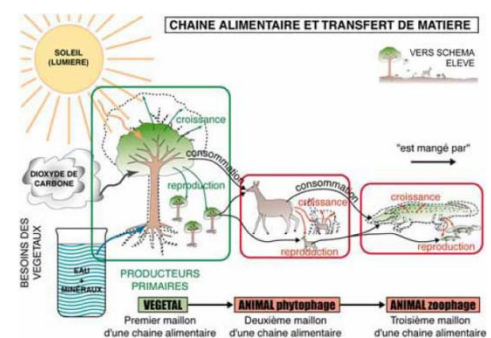 CHAINE ALIMENTAIRE ET TRANSFERT DE MATIERE
SOLEIL
(LUMIERE)
VERS SCHEMA
ELEVE
croissance
consommation
"est mangé par"
DIOXYDE DE
CARBONE
reproduction
consommation
croissance
croissance
reproduction
reproduction
BESOINS DES
VEGETAUX
EAU
+
MINÉRAUX
PRODUCTEURS
PRIMAIRES
VEGETAL
ANIMAL phytophage
ANIMAL zoophage
Premier maillon
d'une chaine alimentaire
Deuxième maillon
d'une chaine alimentaire
Troisième maillon
d'une chaine alimentaire